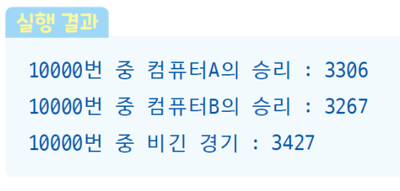 실행 결과
10000번 중 컴퓨터A의 승리 : 3306
10000번 중 컴퓨터B의 승리 : 3267
10000번 중 비긴 경기 : 3427